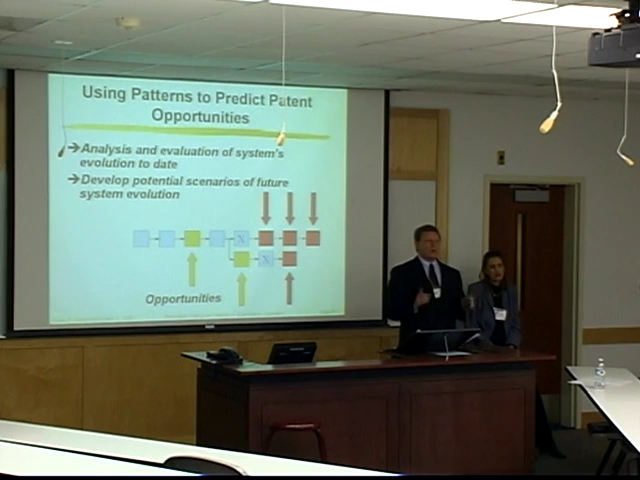 Using Patterns to Predict Patent
Opportunities
→Analysis and evaluation of system's
evolution to date
→Develop potential scenarios of future
system evolution
X
X
Opportunities